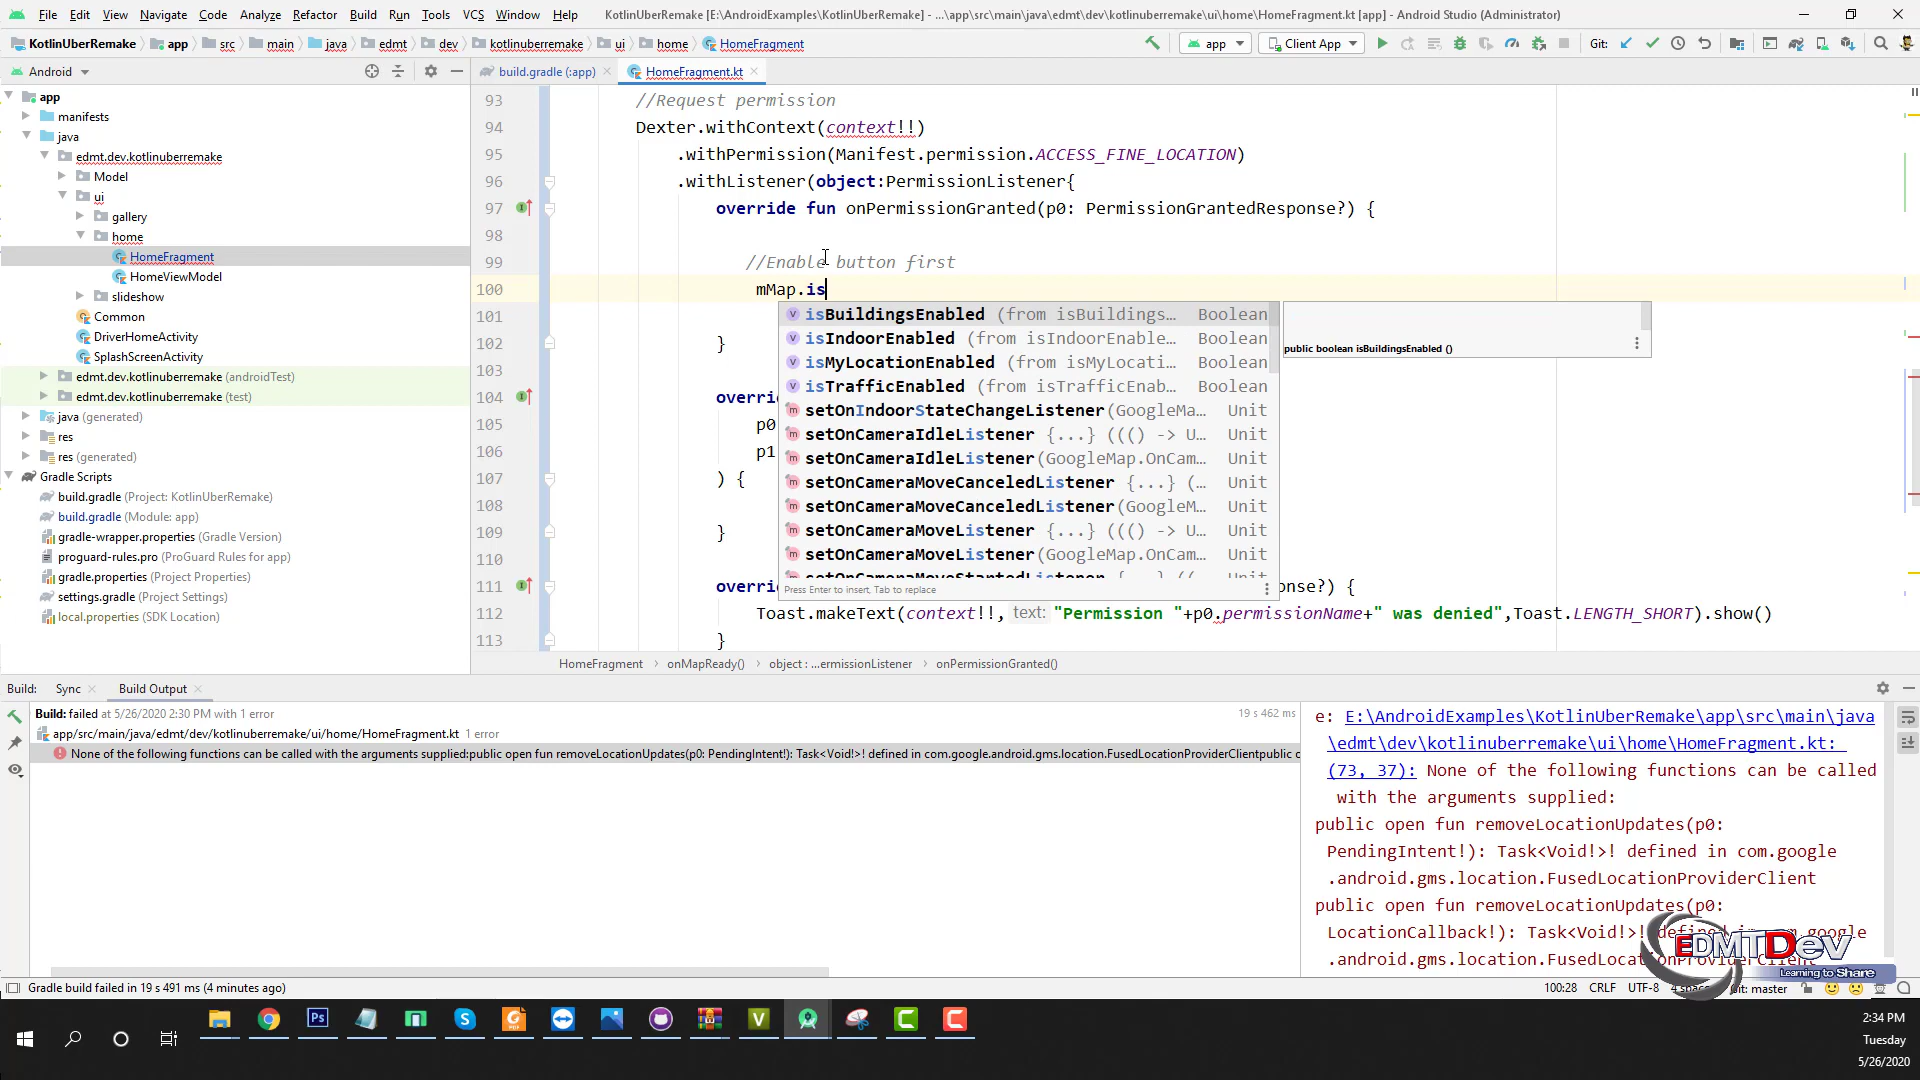 File Edit View Navigate Code Analyze Refactor Build Run Tools VCS Window Help KotlinUberRemake [E:\AndroidExamples\KotlinUberRemake] - ...\app\src\main\java\edmt\dev\kotlinuberremake\ui\home\HomeFragment.kt [app] - Android Studio (Administrator)
KotlinUberRemake app src main java edmt dev kotlinuberremake ui home HomeFragment app Client App Git:
Android build.gradle (:app) HomeFragment.kt
app
manifests
java
edmt.dev.kotlinuberremake
Model
ui
gallery
home
HomeFragment
HomeViewModel
slideshow
Common
DriverHomeActivity
SplashScreenActivity
edmt.dev.kotlinuberremake (androidTest)
edmt.dev.kotlinuberremake (test)
java (generated)
res
res (generated)
Gradle Scripts
build.gradle (Project: KotlinUberRemake)
build.gradle (Module: app)
gradle-wrapper.properties (Gradle Version)
proguard-rules.pro (ProGuard Rules for app)
gradle.properties (Project Properties)
settings.gradle (Project Settings)
local.properties (SDK Location)
93 //Request permission
94 Dexter.withContext(context!!)
95 .withPermission(Manifest.permission.ACCESS_FINE_LOCATION)
96 .withListener(object:PermissionListener{
97 override fun onPermissionGranted(p0: PermissionGrantedResponse?) {
98
99 //Enable button first
100 mMap.is
101
102 }
103
104 overri
105 p0
106 p1
107 ) {
108
109 }
110
111 overri onse?) {
112 Toast.makeText(context!!, text: "Permission "+p0.permissionName+" was denied",Toast.LENGTH_SHORT).show()
113 }
isBuildingsEnabled (from isBuildings... Boolean
isIndoorEnabled (from isIndoorEnable... Boolean
isMyLocationEnabled (from isMyLocati... Boolean
isTrafficEnabled (from isTrafficEnab... Boolean
setOnIndoorStateChangeListener(GoogleMa... Unit
setOnCameraIdleListener {...} ((() -> U... Unit
setOnCameraIdleListener(GoogleMap.OnCam... Unit
setOnCameraMoveCanceledListener {...} (... Unit
setOnCameraMoveCanceledListener(GoogleM... Unit
setOnCameraMoveListener {...} ((() -> U... Unit
setOnCameraMoveListener(GoogleMap.OnCam... Unit
setOnCameraMoveStartedListener {...} ((... Unit
Press Enter to insert, Tab to replace
public boolean isBuildingsEnabled ()
HomeFragment onMapReady() object : ...ermissionListener onPermissionGranted()
Build: Sync Build Output
Build: failed at 5/26/2020 2:30 PM with 1 error 19 s 462 ms
app/src/main/java/edmt/dev/kotlinuberremake/ui/home/HomeFragment.kt 1 error
None of the following functions can be called with the arguments supplied:public open fun removeLocationUpdates(p0: PendingIntent!): Task<Void!>! defined in com.google.android.gms.location.FusedLocationProviderClientpublic o
e: E:\AndroidExamples\KotlinUberRemake\app\src\main\java
\edmt\dev\kotlinuberremake\ui\home\HomeFragment.kt:
(73, 37): None of the following functions can be called
with the arguments supplied:
public open fun removeLocationUpdates(p0:
PendingIntent!): Task<Void!>! defined in com.google
.android.gms.location.FusedLocationProviderClient
public open fun removeLocationUpdates(p0:
LocationCallback!): Task<Void!>! defined in com.google
.android.gms.location.FusedLocationProviderClient
EDMTDev
Learning to Share
Gradle build failed in 19 s 491 ms (4 minutes ago) 100:28 CRLF UTF-8 4 spaces Git: master
2:34 PM
Tuesday
5/26/2020